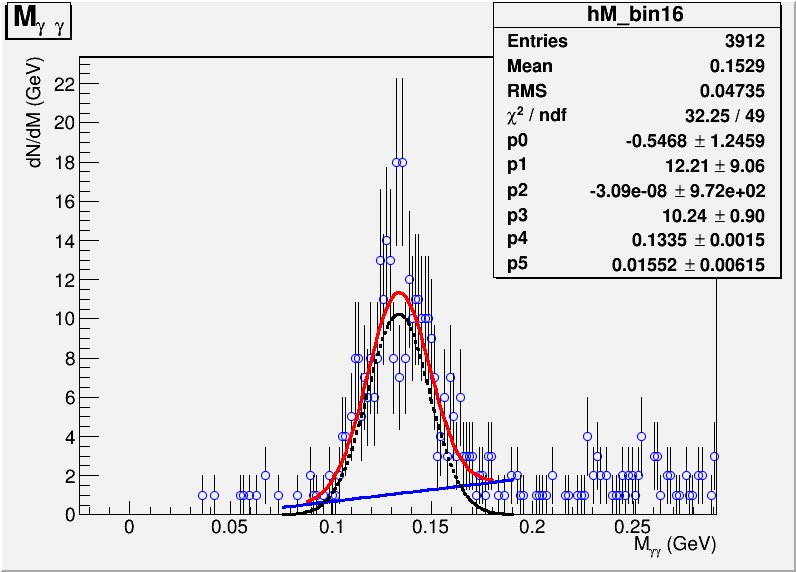 Mγ γ
hM_bin16
Entries 3912
Mean 0.1529
RMS 0.04735
χ² / ndf 32.25 / 49
p0 -0.5468 ± 1.2459
p1 12.21 ± 9.06
p2 -3.09e-08 ± 9.72e+02
p3 10.24 ± 0.90
p4 0.1335 ± 0.0015
p5 0.01552 ± 0.00615
dN/dM (GeV)
22
20
18
16
14
12
10
8
6
4
2
0
0 0.05 0.1 0.15 0.2 0.25
Mγγ (GeV)